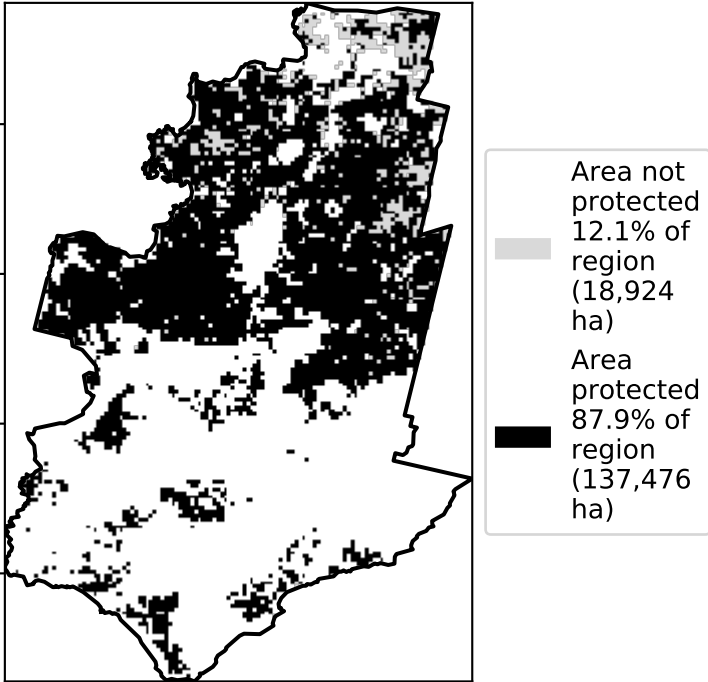 Area not
protected
12.1% of
region
(18,924
ha)
Area
protected
87.9% of
region
(137,476
ha)